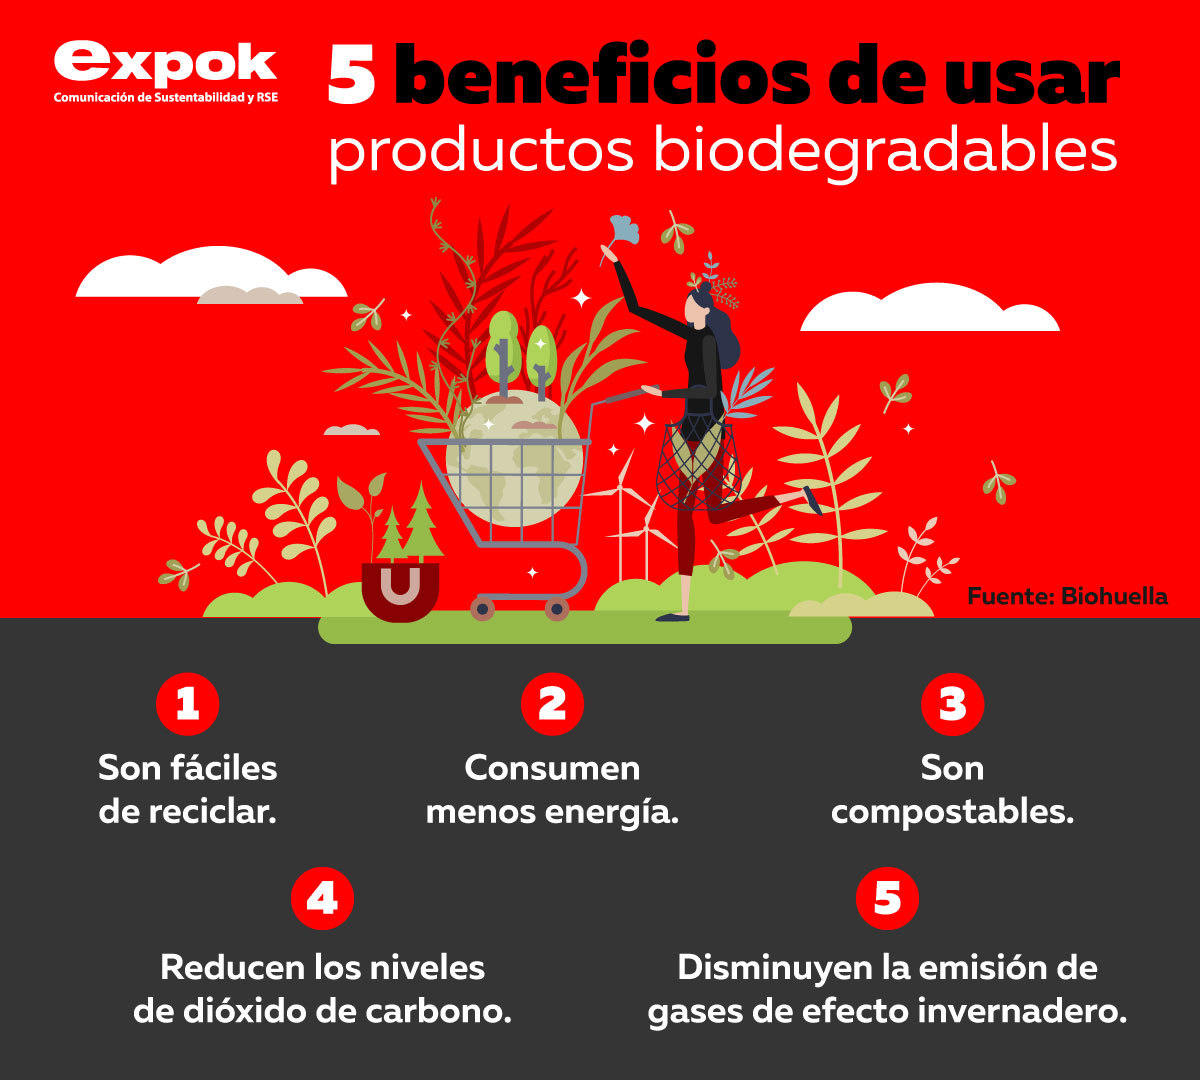 expok
Comunicación de Sustentabilidad y RSE
5 beneficios de usar
productos biodegradables
Fuente: Biohuella
1
Son fáciles
de reciclar.
2
Consumen
menos energía.
3
Son
compostables.
4
Reducen los niveles
de dióxido de carbono.
5
Disminuyen la emisión de
gases de efecto invernadero.